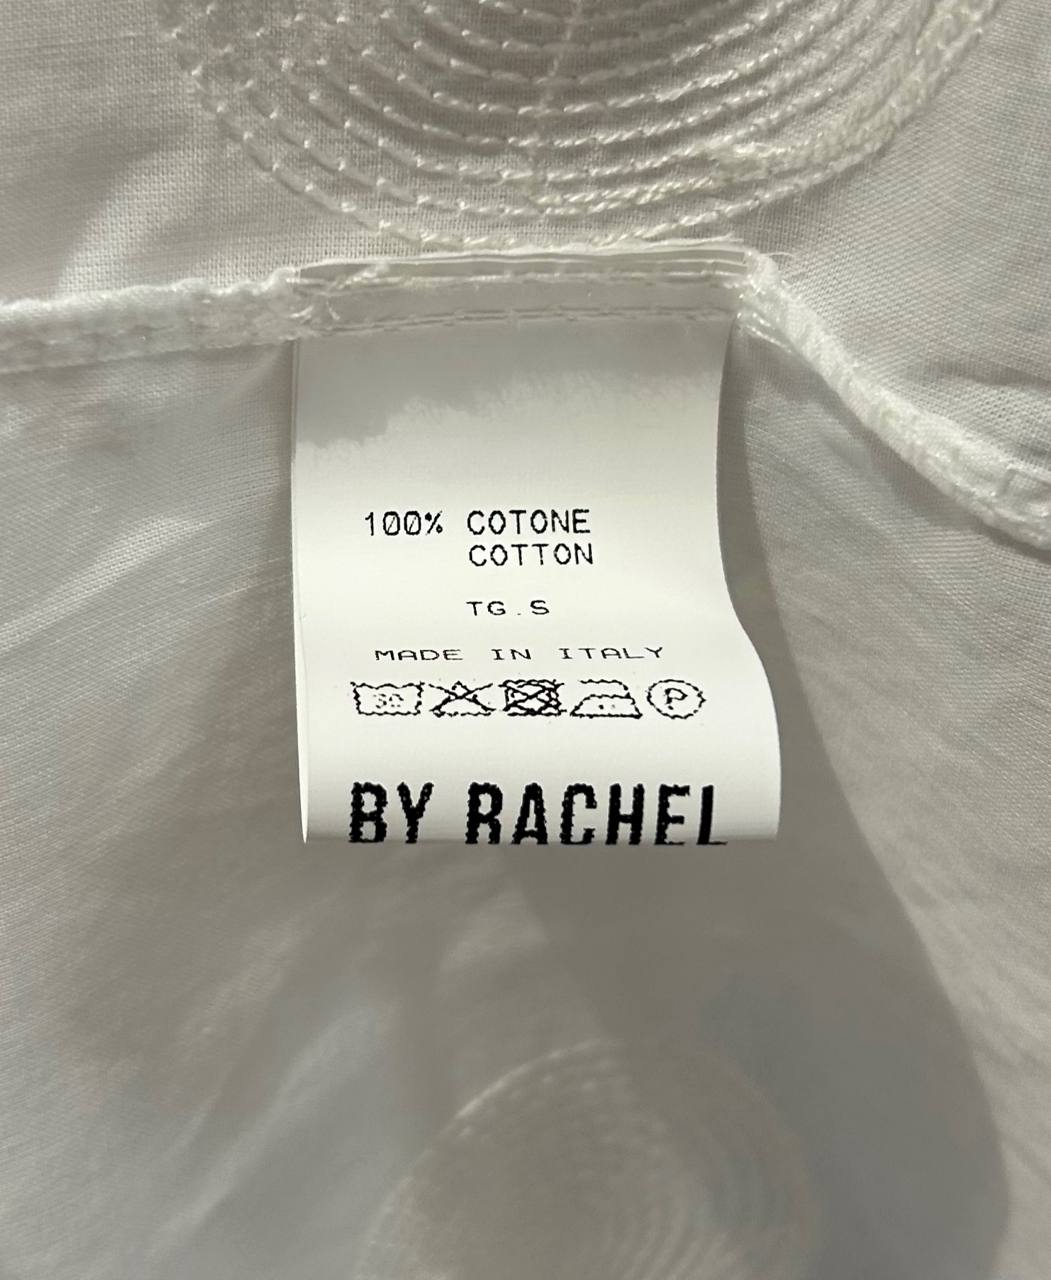 100% COTONE
COTTON
TG.S
MADE IN ITALY
30 P
BY RACHEL